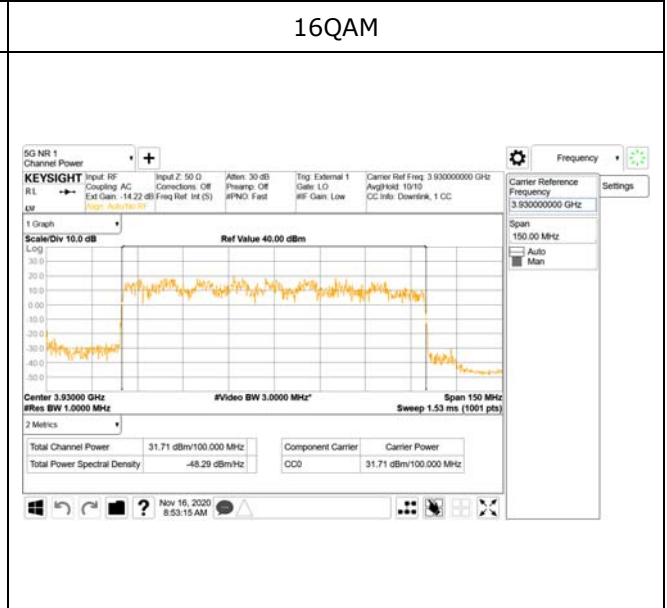 16QAM
5G NR 1
Channel Power
+
Frequency
KEYSIGHT
Input: RF
Input Z: 50 Ω
Atten: 30 dB
Trig: External 1
Carrier Ref Freq: 3.930000000 GHz
RL
Coupling: AC
Corrections: Off
Preamp: Off
Gate: LO
Avg|Hold: 10/10
Ext Gain: -14.22 dB
Freq Ref: Int (S)
#PNO: Fast
#IF Gain: Low
CC Info: Downlink, 1 CC
Align: Auto/No RF
Carrier Reference
Frequency
3.930000000 GHz
Settings
Span
150.00 MHz
Auto
Man
1 Graph
Scale/Div 10.0 dB
Ref Value 40.00 dBm
Log
30.0
20.0
10.0
0.00
-10.0
-20.0
-30.0
-40.0
-50.0
Center 3.93000 GHz
#Video BW 3.0000 MHz*
Span 150 MHz
#Res BW 1.0000 MHz
Sweep 1.53 ms (1001 pts)
2 Metrics
Total Channel Power
31.71 dBm/100.000 MHz
Component Carrier
Carrier Power
Total Power Spectral Density
-48.29 dBm/Hz
CC0
31.71 dBm/100.000 MHz
?
Nov 16, 2020
8:53:15 AM